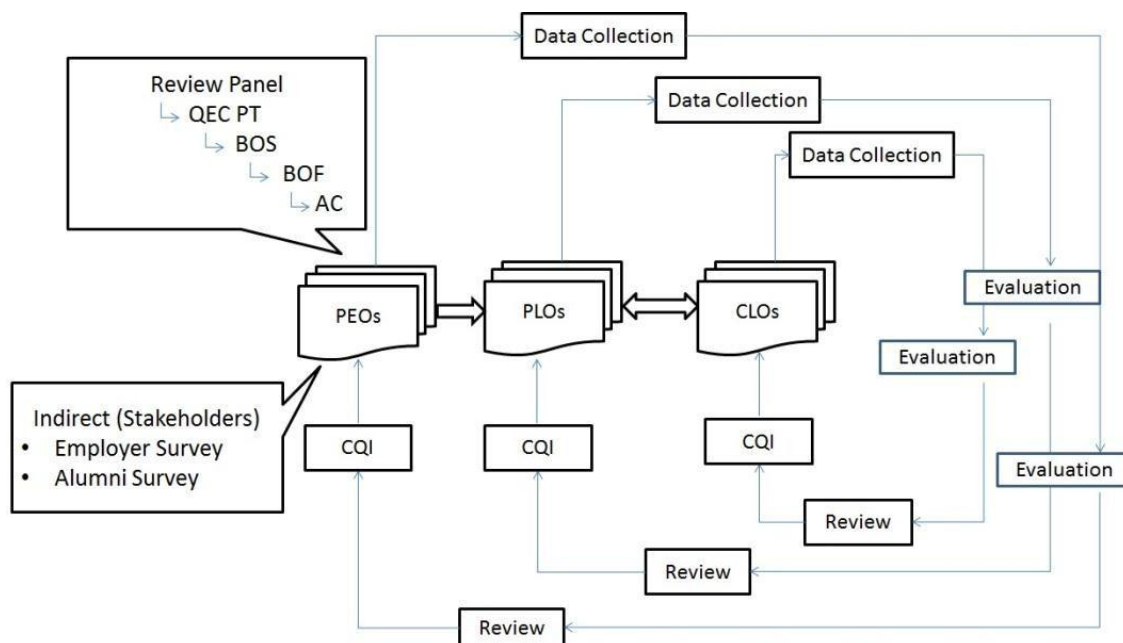 Data Collection
Review Panel
QEC PT
BOS
BOF
AC
Data Collection
Data Collection
PEOs
PLOs
CLOs
Evaluation
Evaluation
Indirect (Stakeholders)
• Employer Survey
• Alumni Survey
CQI
CQI
CQI
Evaluation
Review
Review
Review